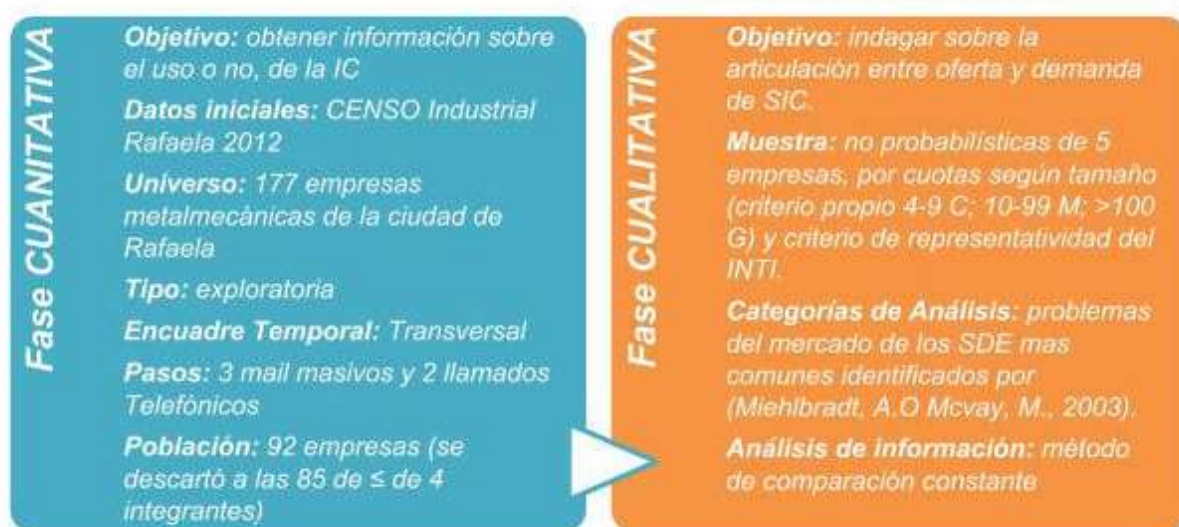 Fase CUANITATIVA
Objetivo: obtener información sobre
el uso o no, de la IC
Datos iniciales: CENSO Industrial
Rafaela 2012
Universo: 177 empresas
metalmecánicas de la ciudad de
Rafaela
Tipo: exploratoria
Encuadre Temporal: Transversal
Pasos: 3 mail masivos y 2 llamados
Telefónicos
Población: 92 empresas (se
descartó a las 85 de ≤ de 4
integrantes)
Fase CUALITATIVA
Objetivo: indagar sobre la
articulación entre oferta y demanda
de SIC.
Muestra: no probabilísticas de 5
empresas, por cuotas según tamaño
(criterio propio 4-9 C; 10-99 M; >100
G) y criterio de representatividad del
INTI.
Categorías de Análisis: problemas
del mercado de los SDE mas
comunes identificados por
(Miehlbradt, A.O Mcvay, M., 2003).
Análisis de información: método
de comparación constante